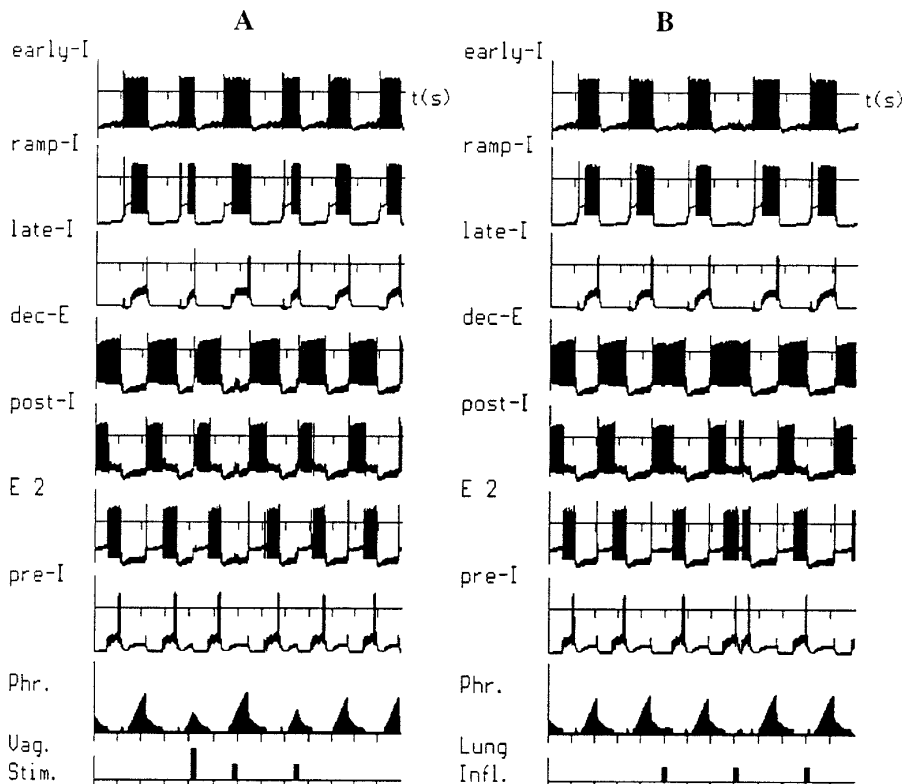 A
B
early-I
t(s)
ramp-I
late-I
dec-E
post-I
E 2
pre-I
Phr.
Vag.
Stim.
early-I
t(s)
ramp-I
late-I
dec-E
post-I
E 2
pre-I
Phr.
Lung
Infl.